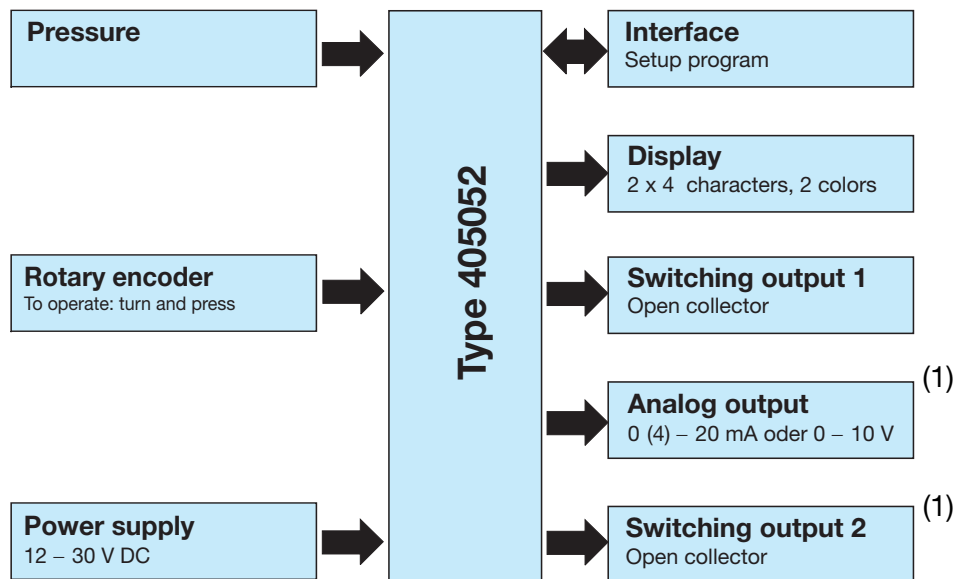 Pressure
Rotary encoder
To operate: turn and press
Power supply
12 – 30 V DC
Type 405052
Interface
Setup program
Display
2 x 4 characters, 2 colors
Switching output 1
Open collector
(1)
Analog output
0 (4) – 20 mA oder 0 – 10 V
(1)
Switching output 2
Open collector